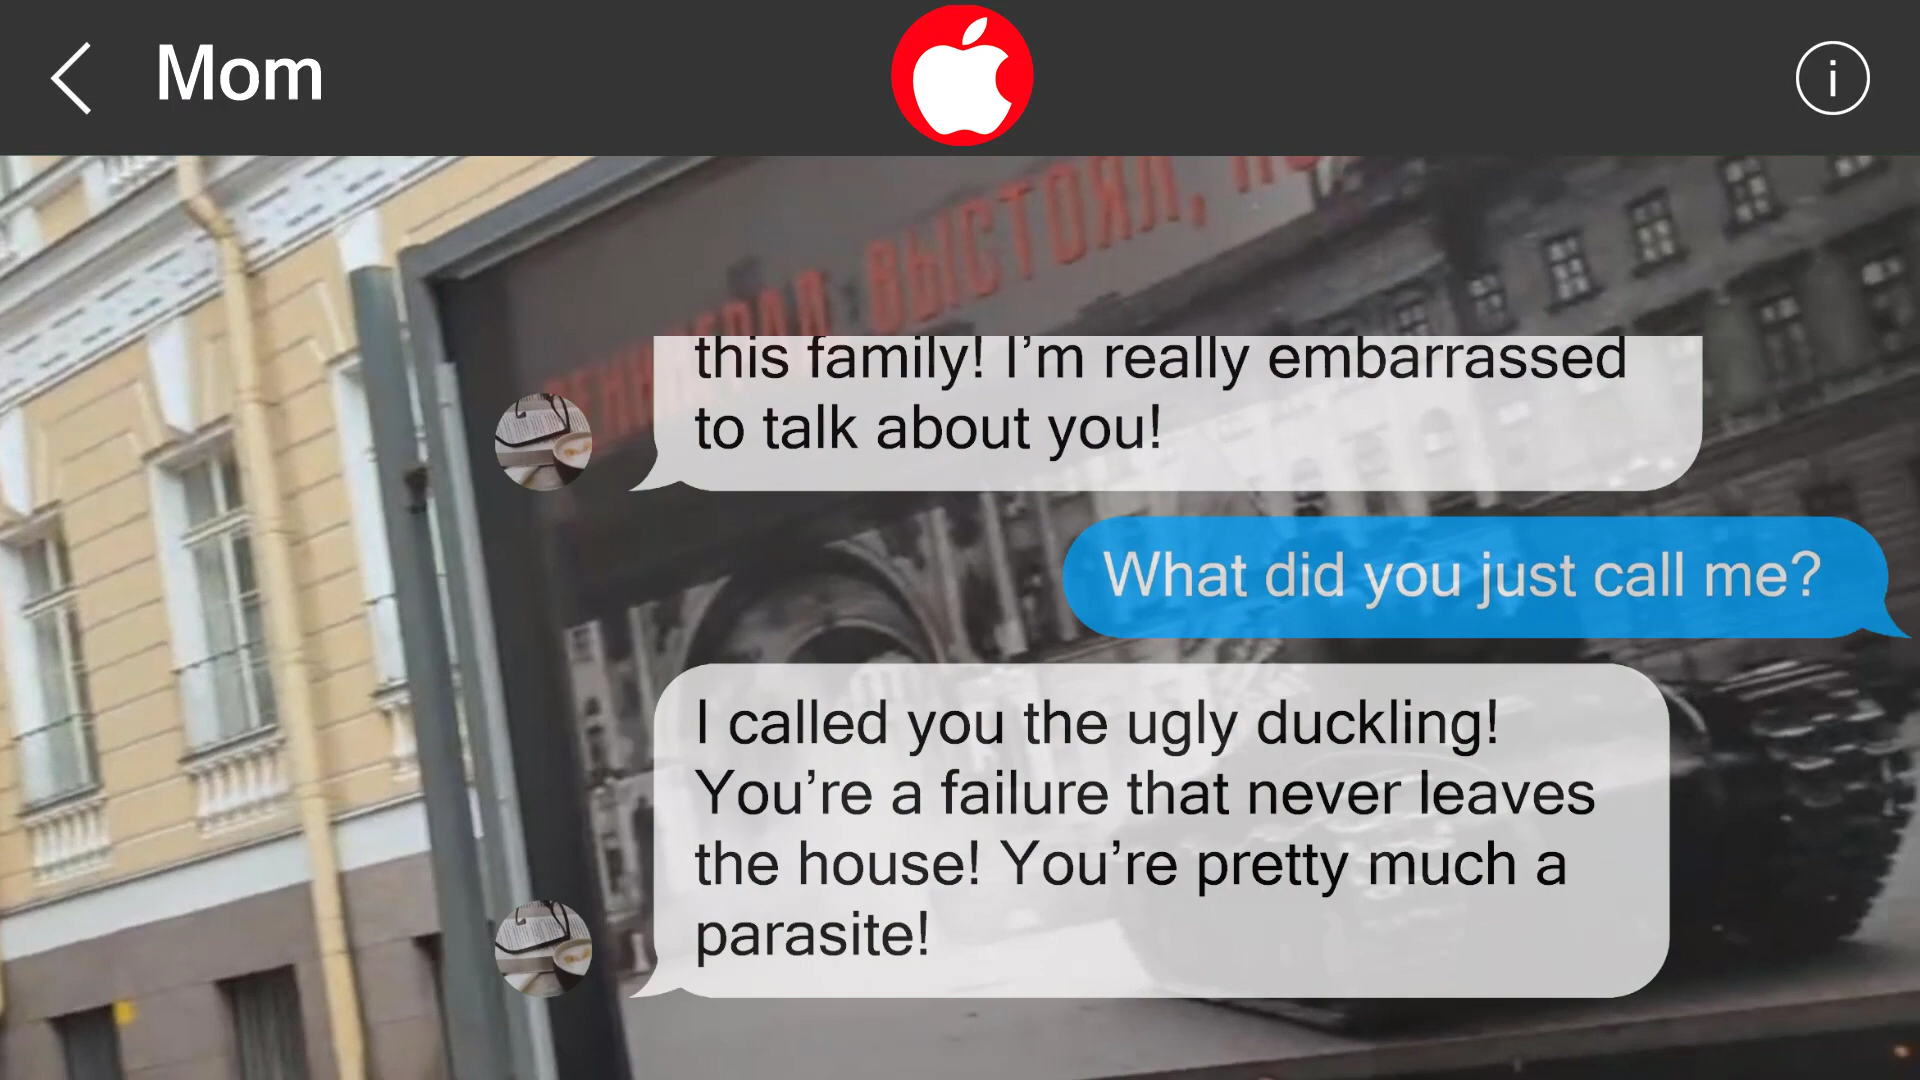 Mom
ВЫСТОЯЛ,
this family! I’m really embarrassed
to talk about you!
What did you just call me?
I called you the ugly duckling!
You’re a failure that never leaves
the house! You’re pretty much a
parasite!